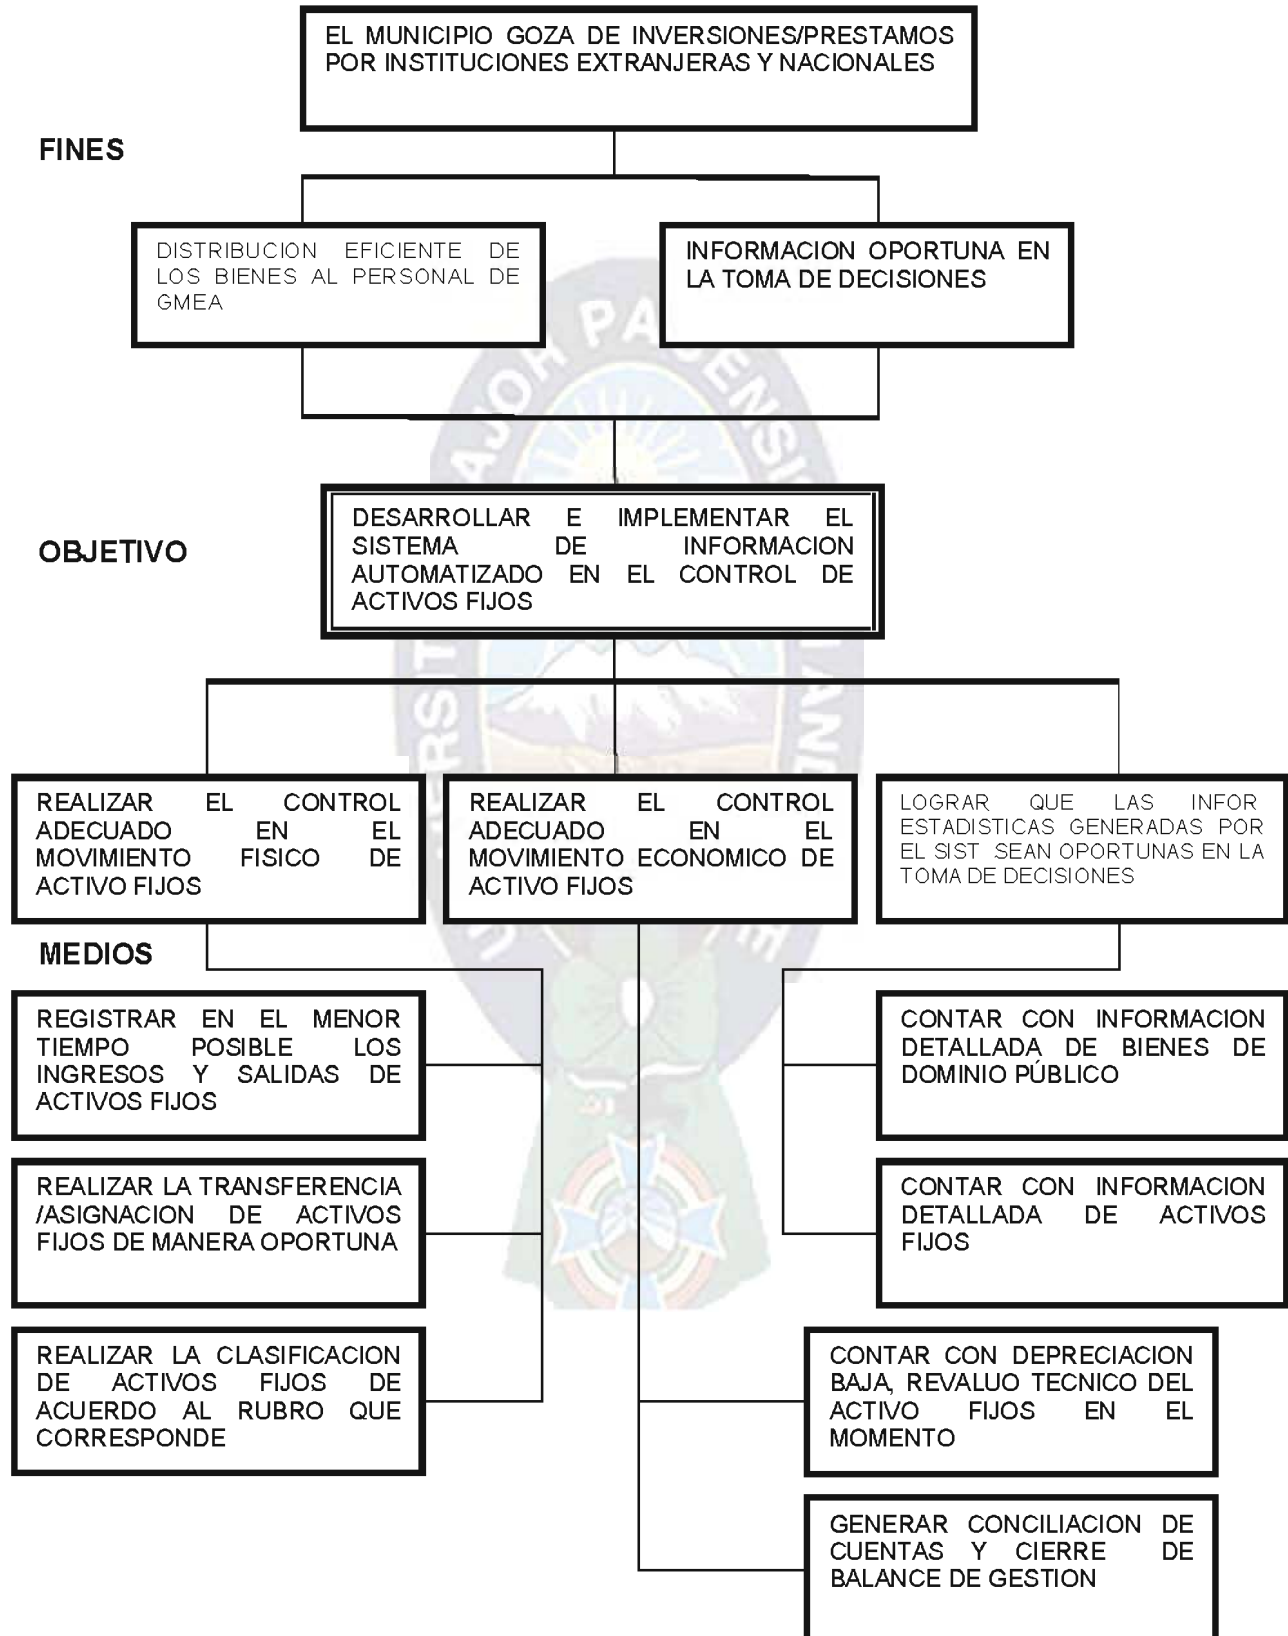 EL MUNICIPIO GOZA DE INVERSIONES/PRESTAMOS
POR INSTITUCIONES EXTRANJERAS Y NACIONALES
FINES
DISTRIBUCION EFICIENTE DE
LOS BIENES AL PERSONAL DE
GMEA
INFORMACION OPORTUNA EN
LA TOMA DE DECISIONES
OBJETIVO
DESARROLLAR E IMPLEMENTAR EL
SISTEMA DE INFORMACION
AUTOMATIZADO EN EL CONTROL DE
ACTIVOS FIJOS
REALIZAR EL CONTROL
ADECUADO EN EL
MOVIMIENTO FISICO DE
ACTIVO FIJOS
REALIZAR EL CONTROL
ADECUADO EN EL
MOVIMIENTO ECONOMICO DE
ACTIVO FIJOS
LOGRAR QUE LAS INFOR
ESTADISTICAS GENERADAS POR
EL SIST SEAN OPORTUNAS EN LA
TOMA DE DECISIONES
MEDIOS
REGISTRAR EN EL MENOR
TIEMPO POSIBLE LOS
INGRESOS Y SALIDAS DE
ACTIVOS FIJOS
CONTAR CON INFORMACION
DETALLADA DE BIENES DE
DOMINIO PÚBLICO
REALIZAR LA TRANSFERENCIA
/ASIGNACION DE ACTIVOS
FIJOS DE MANERA OPORTUNA
CONTAR CON INFORMACION
DETALLADA DE ACTIVOS
FIJOS
REALIZAR LA CLASIFICACION
DE ACTIVOS FIJOS DE
ACUERDO AL RUBRO QUE
CORRESPONDE
CONTAR CON DEPRECIACION
BAJA, REVALUO TECNICO DEL
ACTIVO FIJOS EN EL
MOMENTO
GENERAR CONCILIACION DE
CUENTAS Y CIERRE DE
BALANCE DE GESTION